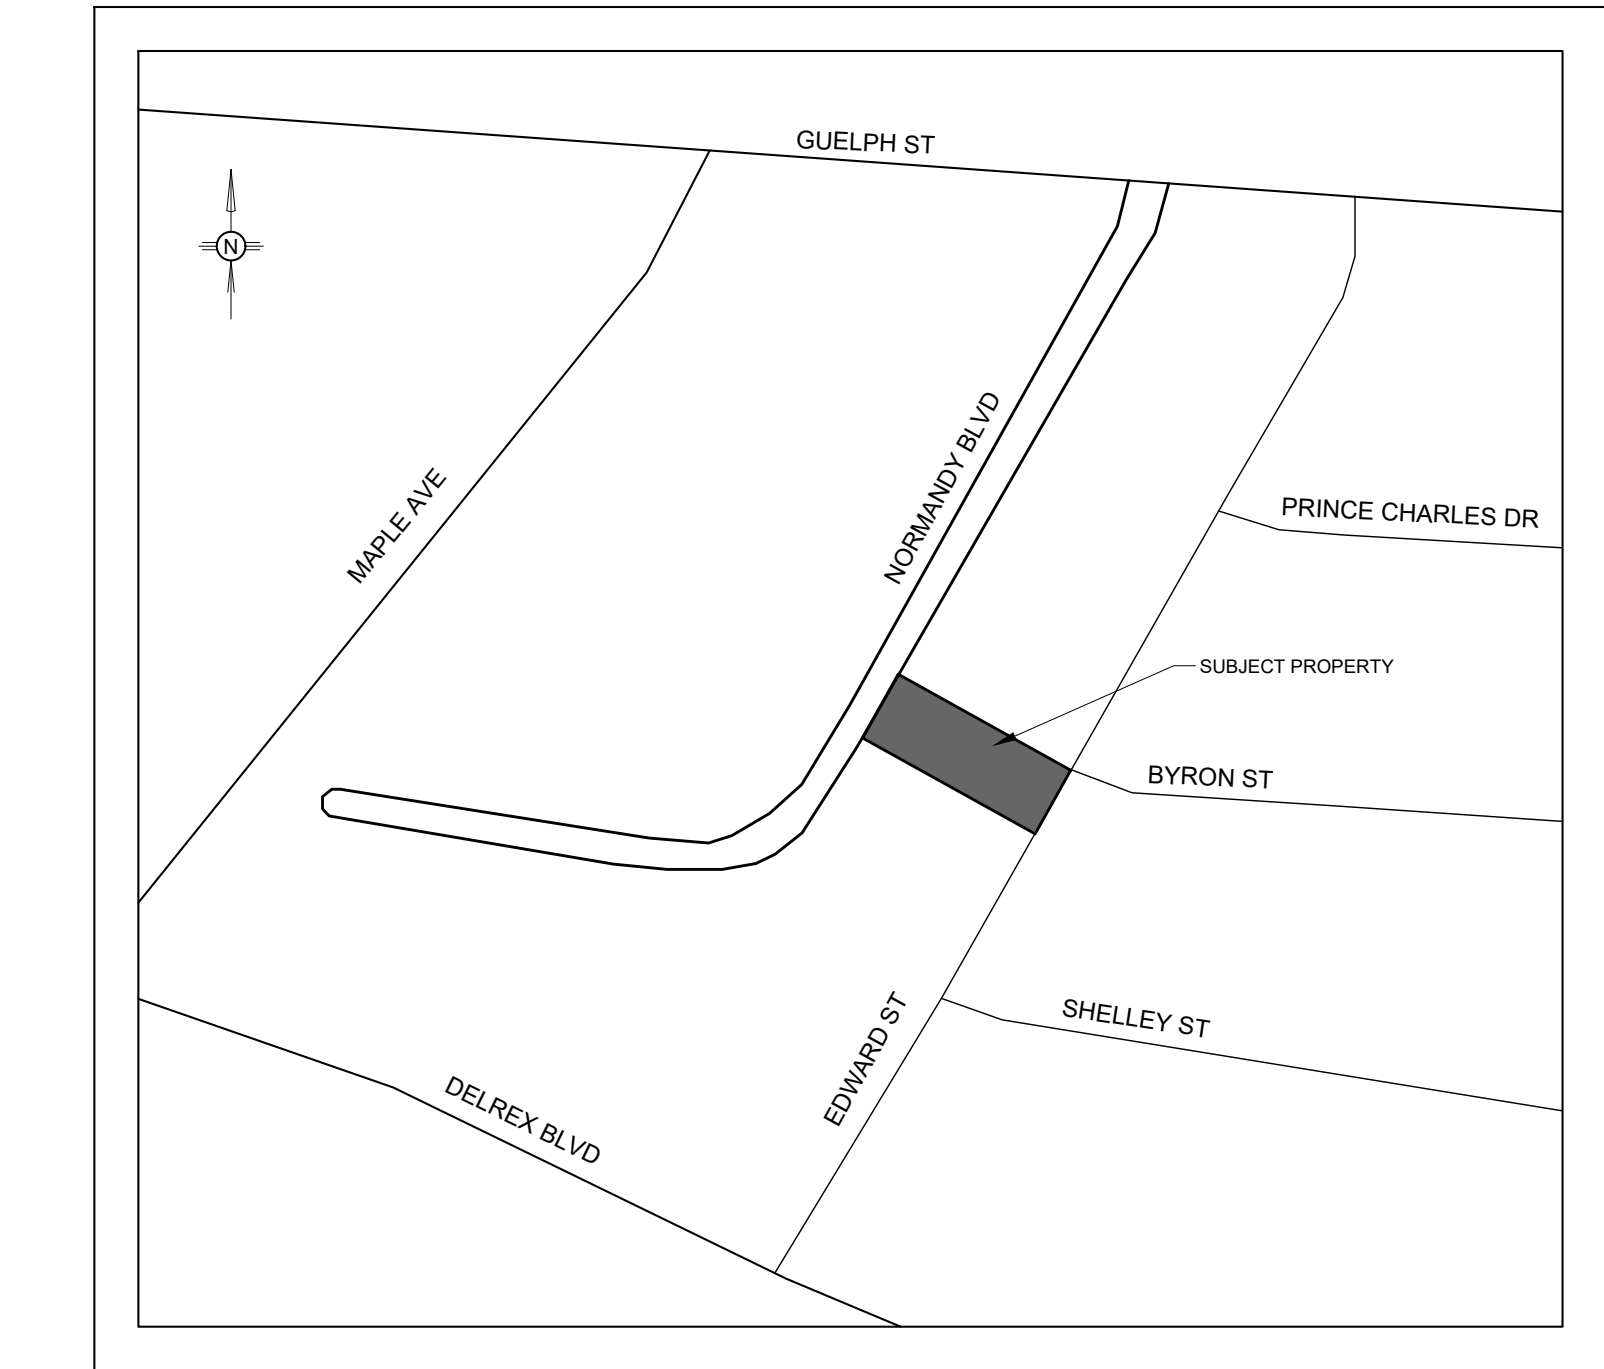 GUELPH ST
N
NORMANDY BLVD
MAPLE AVE
PRINCE CHARLES DR
SUBJECT PROPERTY
BYRON ST
SHELLEY ST
EDWARD ST
DELREX BLVD